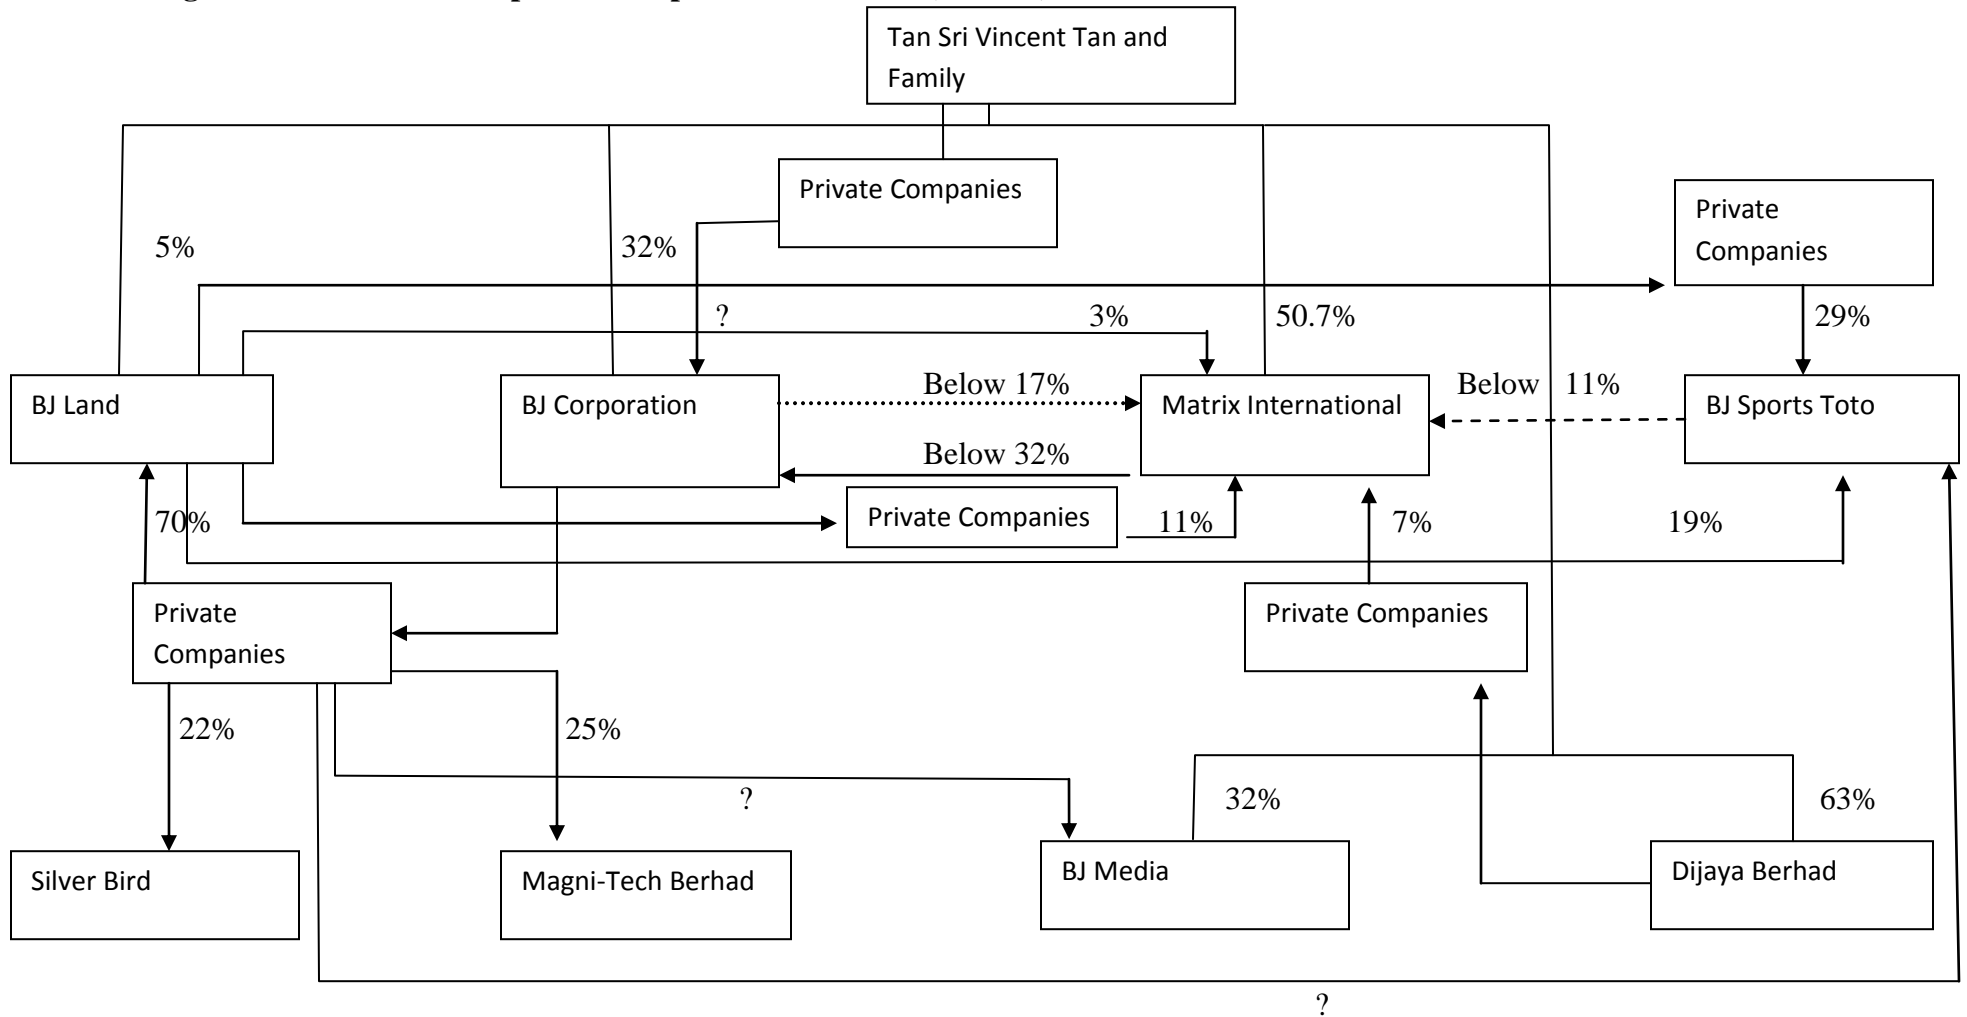 Tan Sri Vincent Tan and
Family
Private Companies
Private
Companies
5%
32%
?
3%
50.7%
29%
BJ Land
BJ Corporation
Below 17%
Matrix International
Below 11%
BJ Sports Toto
Below 32%
70%
Private Companies
11%
7%
19%
Private
Companies
Private Companies
22%
25%
?
32%
63%
Silver Bird
Magni-Tech Berhad
BJ Media
Dijaya Berhad
?